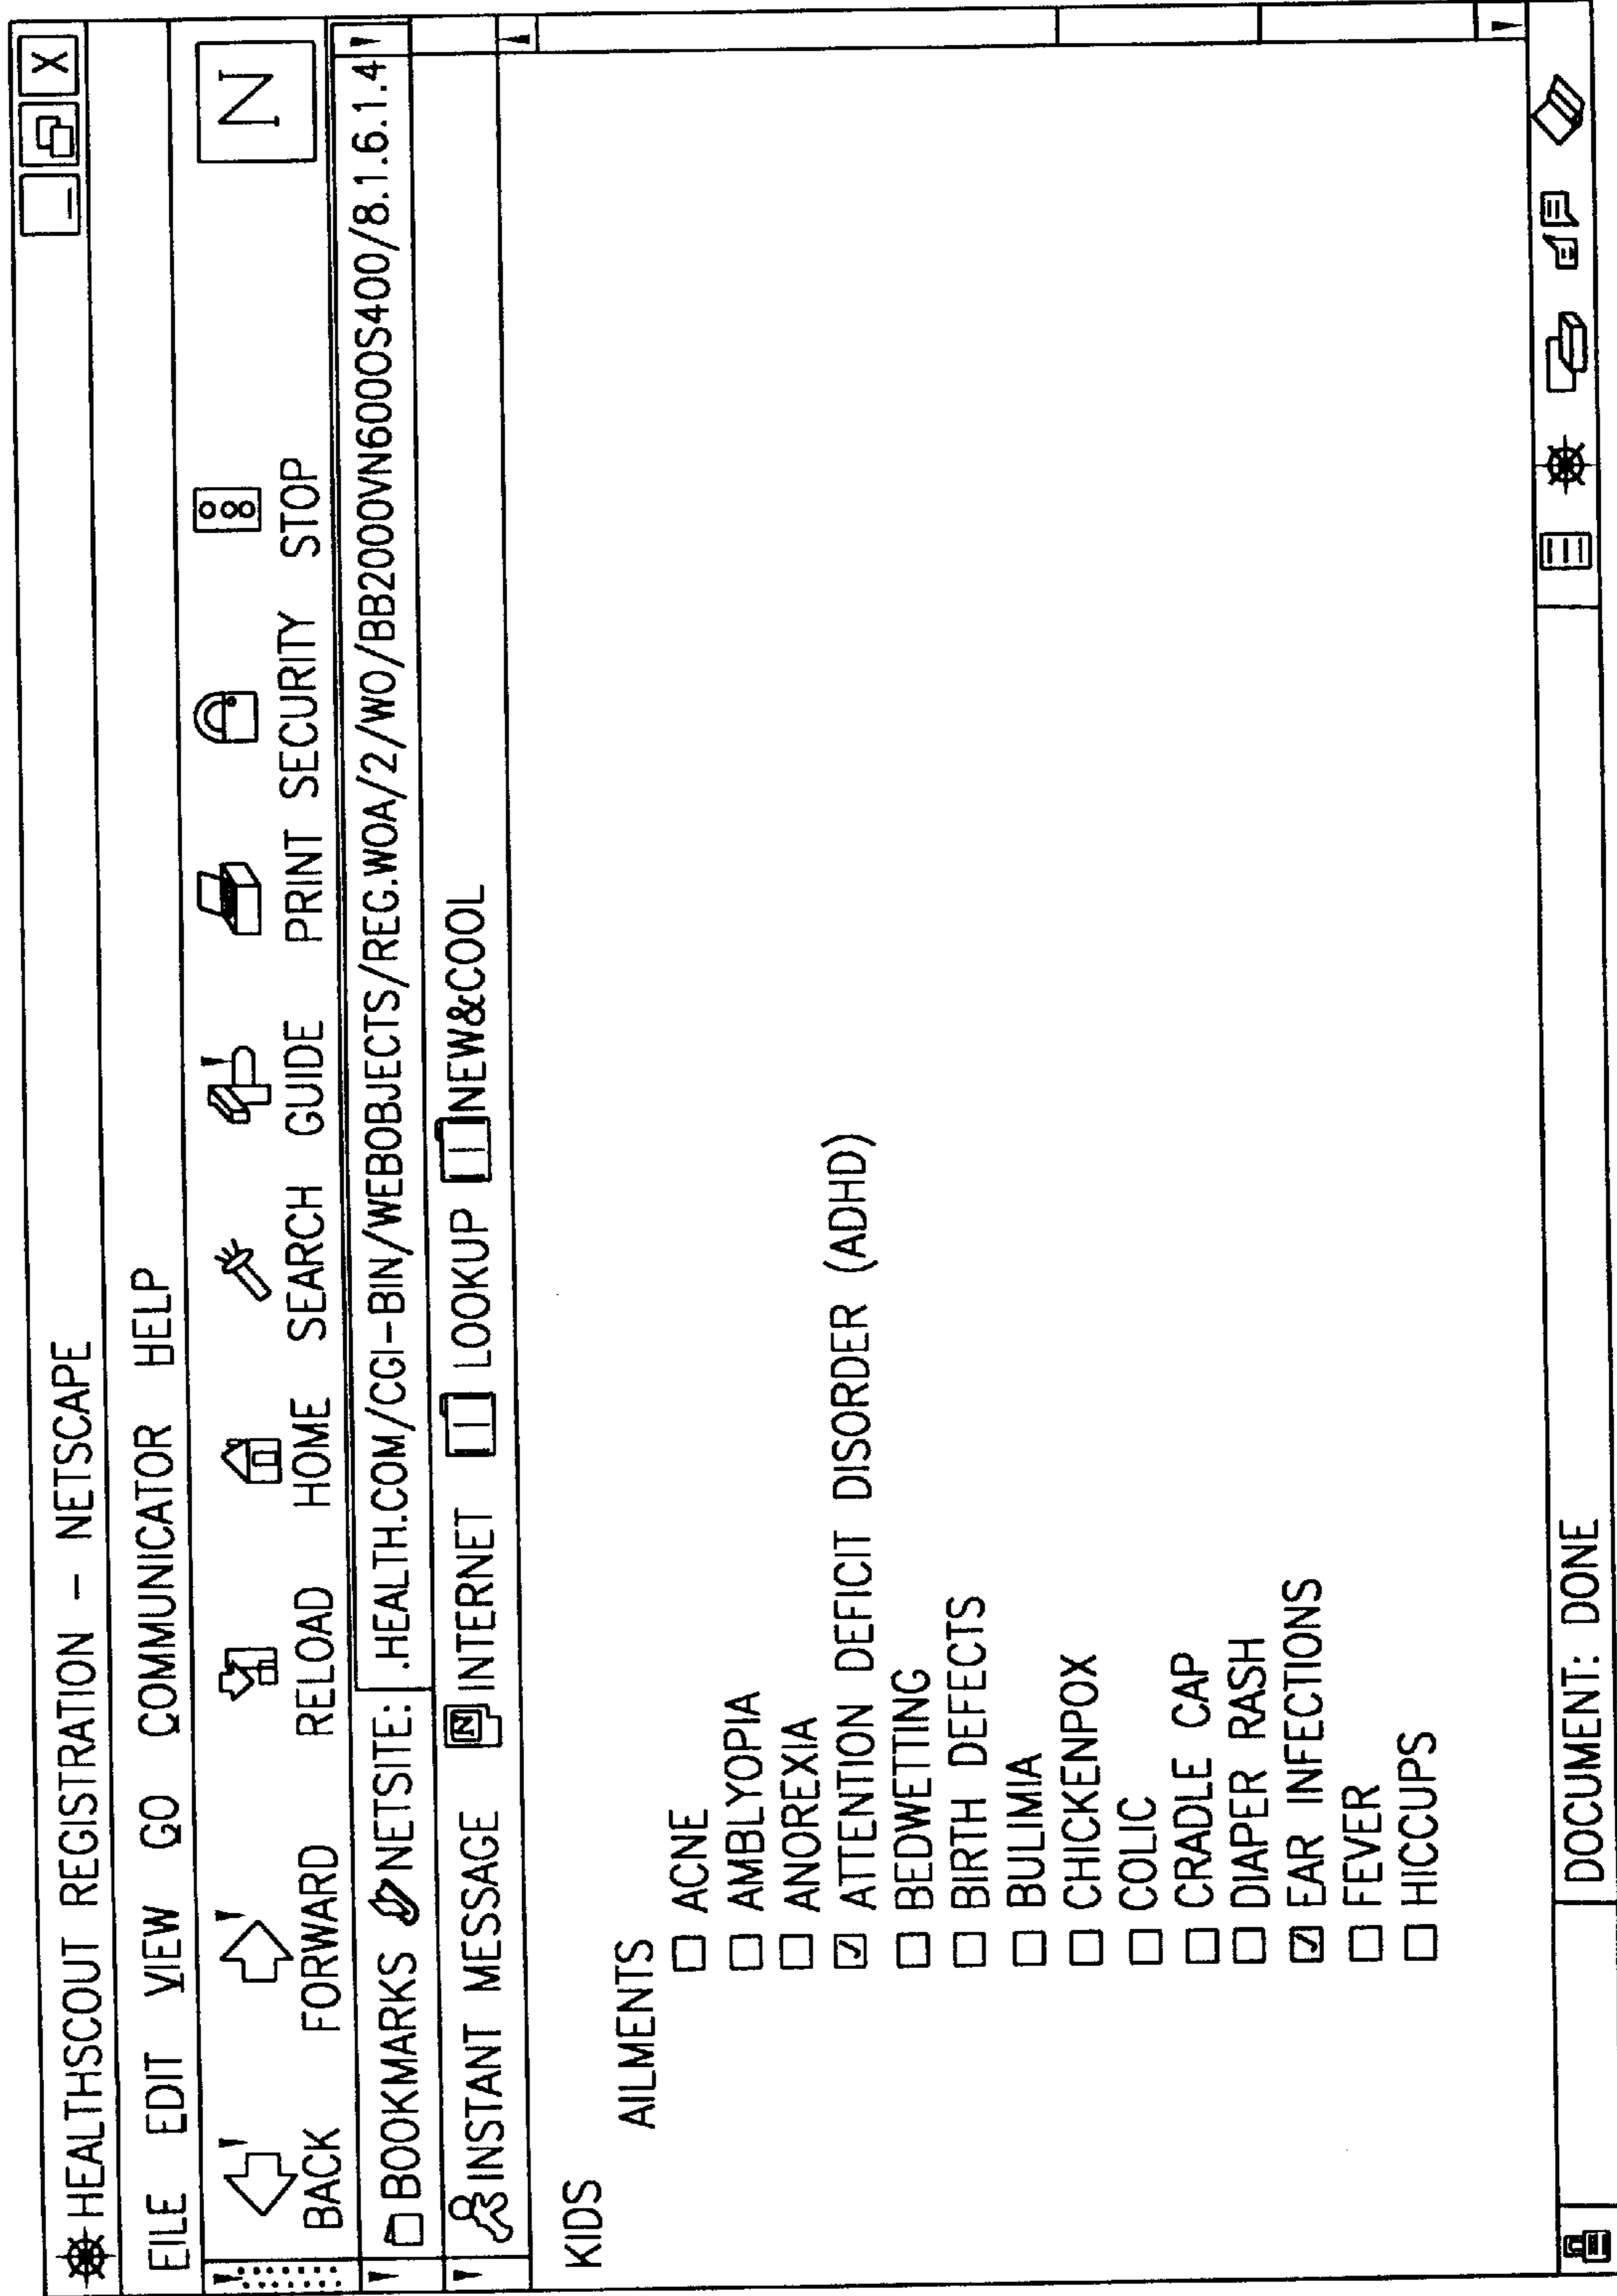 HEALTHSCOUT REGISTRATION - NETSCAPE
X
FILE EDIT VIEW GO COMMUNICATOR HELP
N
BACK FORWARD RELOAD HOME SEARCH GUIDE PRINT SECURITY STOP
BOOKMARKS NETSITE: .HEALTH.COM/CGI-BIN/WEBOBJECTS/REG.WOA/2/WO/BB2000VN6000S400/8.1.6.1.4
INSTANT MESSAGE N INTERNET LOOKUP NEW&COOL
KIDS
AILMENTS
ACNE
AMBLYOPIA
ANOREXIA
ATTENTION DEFICIT DISORDER (ADHD)
BEDWETTING
BIRTH DEFECTS
BULIMIA
CHICKENPOX
COLIC
CRADLE CAP
DIAPER RASH
EAR INFECTIONS
FEVER
HICCUPS
DOCUMENT: DONE